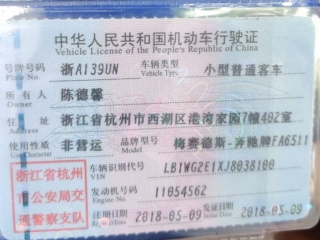 中华人民共和国机动车行驶证
Vehicle License of the People's Republic of China
号牌号码 浙A139UN 车辆类型 小型普通客车
Plate No. Vehicle Type
所有人 陈德馨
Owner
住址 浙江省杭州市西湖区港湾家园7幢402室
Address
使用性质 非营运 品牌型号 梅赛德斯-奔驰牌FA6511
Use Character Model
浙江省杭州市公安局交通警察支队
车辆识别代号 LB1WG2E1XJ8038100
VIN
发动机号码 11054562
Engine No.
注册日期 2018-05-09 发证日期 2018-05-09
Register Date Issue Date